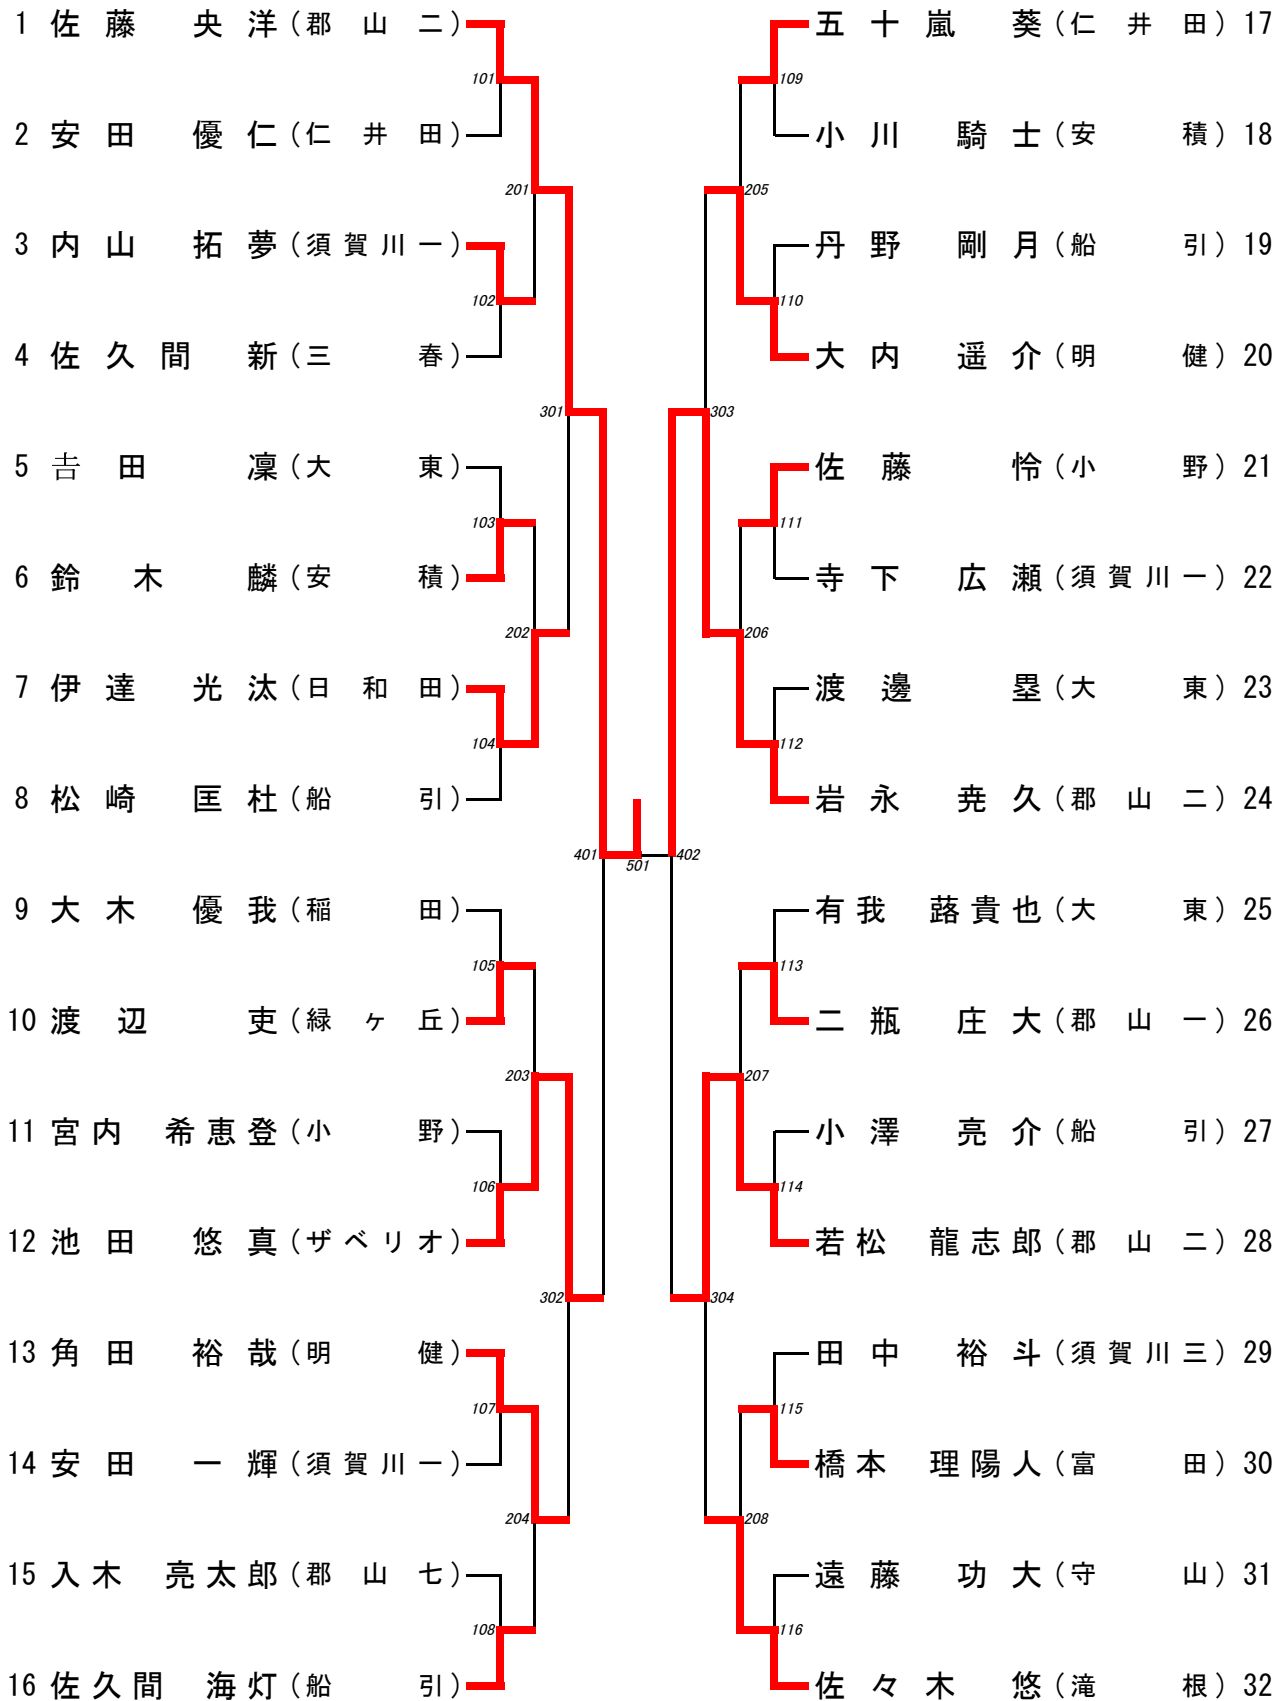 1 佐藤 央洋 (郡山二)
五十嵐 葵 (仁井田) 17
101
109
2 安田 優仁 (仁井田)
小川 騎士 (安積) 18
201
205
3 内山 拓夢 (須賀川一)
丹野 剛月 (船引) 19
102
110
4 佐久間 新 (三春)
大内 遥介 (明健) 20
301
303
5 𠮷田 凜 (大東)
佐藤 怜 (小野) 21
103
111
6 鈴木 麟 (安積)
寺下 広瀬 (須賀川一) 22
202
206
7 伊達 光汰 (日和田)
渡邊 塁 (大東) 23
104
112
8 松崎 匡杜 (船引)
岩永 尭久 (郡山二) 24
401
402
501
9 大木 優我 (稲田)
有我 蕗貴也 (大東) 25
105
113
10 渡辺 吏 (緑ヶ丘)
二瓶 庄大 (郡山一) 26
203
207
11 宮内 希恵登 (小野)
小澤 亮介 (船引) 27
106
114
12 池田 悠真 (ザベリオ)
若松 龍志郎 (郡山二) 28
302
304
13 角田 裕哉 (明健)
田中 裕斗 (須賀川三) 29
107
115
14 安田 一輝 (須賀川一)
橋本 理陽人 (富田) 30
204
208
15 入木 亮太郎 (郡山七)
遠藤 功大 (守山) 31
108
116
16 佐久間 海灯 (船引)
佐々木 悠 (滝根) 32